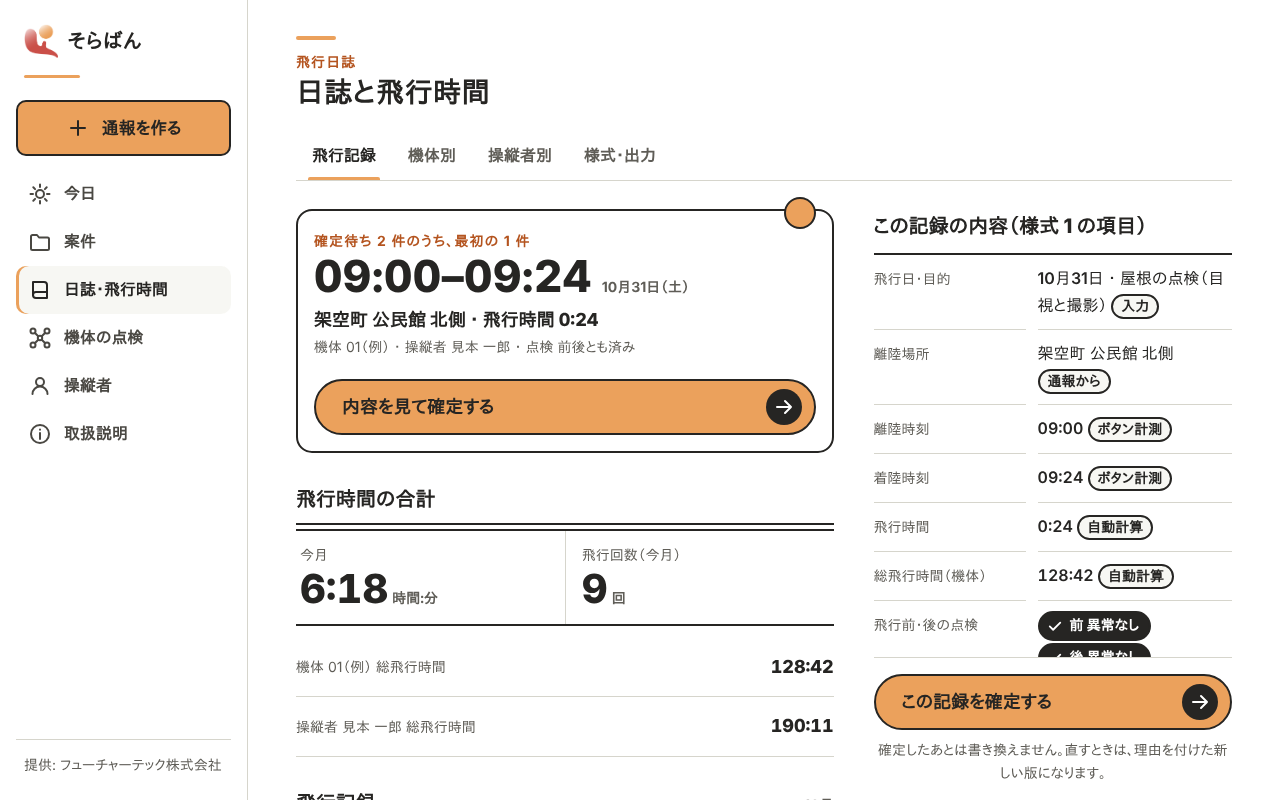 そらばん
通報を作る
今日
案件
日誌・飛行時間
機体の点検
操縦者
取扱説明
提供: フューチャーテック株式会社
飛行日誌
日誌と飛行時間
飛行記録 機体別 操縦者別 様式・出力
確定待ち 2 件のうち、最初の 1 件
09:00–09:24 10月31日(土)
架空町 公民館 北側・飛行時間 0:24
機体 01(例)・操縦者 見本 一郎・点検 前後とも済み
内容を見て確定する
飛行時間の合計
今月
6:18 時間:分
飛行回数(今月)
9 回
機体 01(例) 総飛行時間 128:42
操縦者 見本 一郎 総飛行時間 190:11
飛行記録
この記録の内容(様式 1 の項目)
飛行日・目的 10月31日・屋根の点検(目
視と撮影) 入力
離陸場所 架空町 公民館 北側
通報から
離陸時刻 09:00 ボタン計測
着陸時刻 09:24 ボタン計測
飛行時間 0:24 自動計算
総飛行時間(機体) 128:42 自動計算
飛行前・後の点検 前 異常なし
後 異常なし
この記録を確定する
確定したあとは書き換えません。直すときは、理由を付けた新
しい版になります。